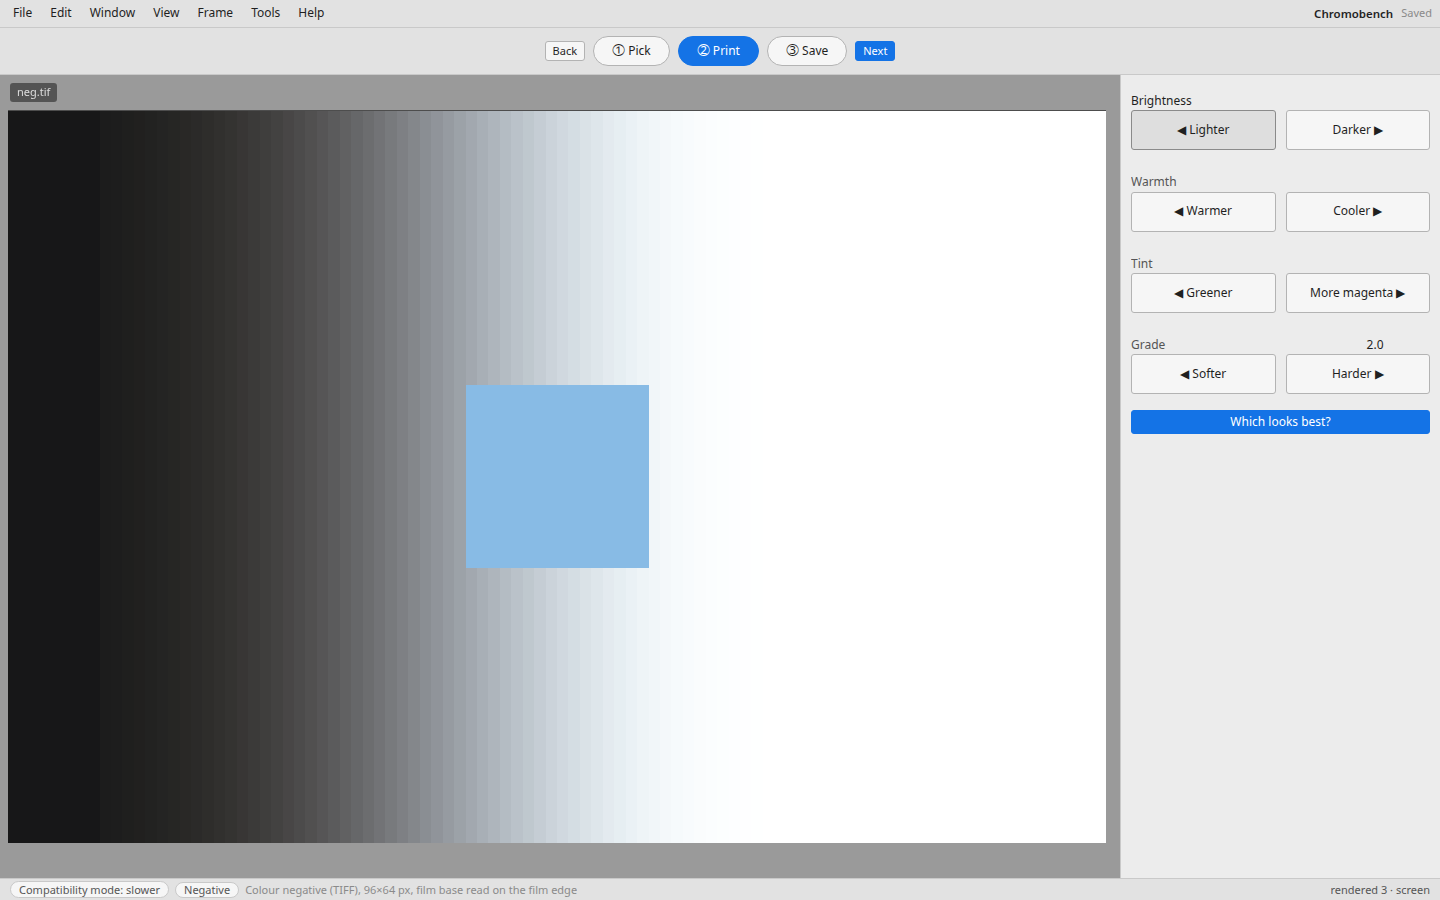 File Edit Window View Frame Tools Help Chromobench Saved
Back ① Pick ② Print ③ Save Next
neg.tif
Brightness
◀ Lighter Darker ▶
Warmth
◀ Warmer Cooler ▶
Tint
◀ Greener More magenta ▶
Grade 2.0
◀ Softer Harder ▶
Which looks best?
Compatibility mode: slower Negative Colour negative (TIFF), 96×64 px, film base read on the film edge rendered 3 · screen